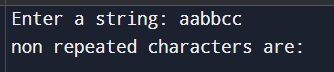 Enter a string: aabbcc
non repeated characters are: